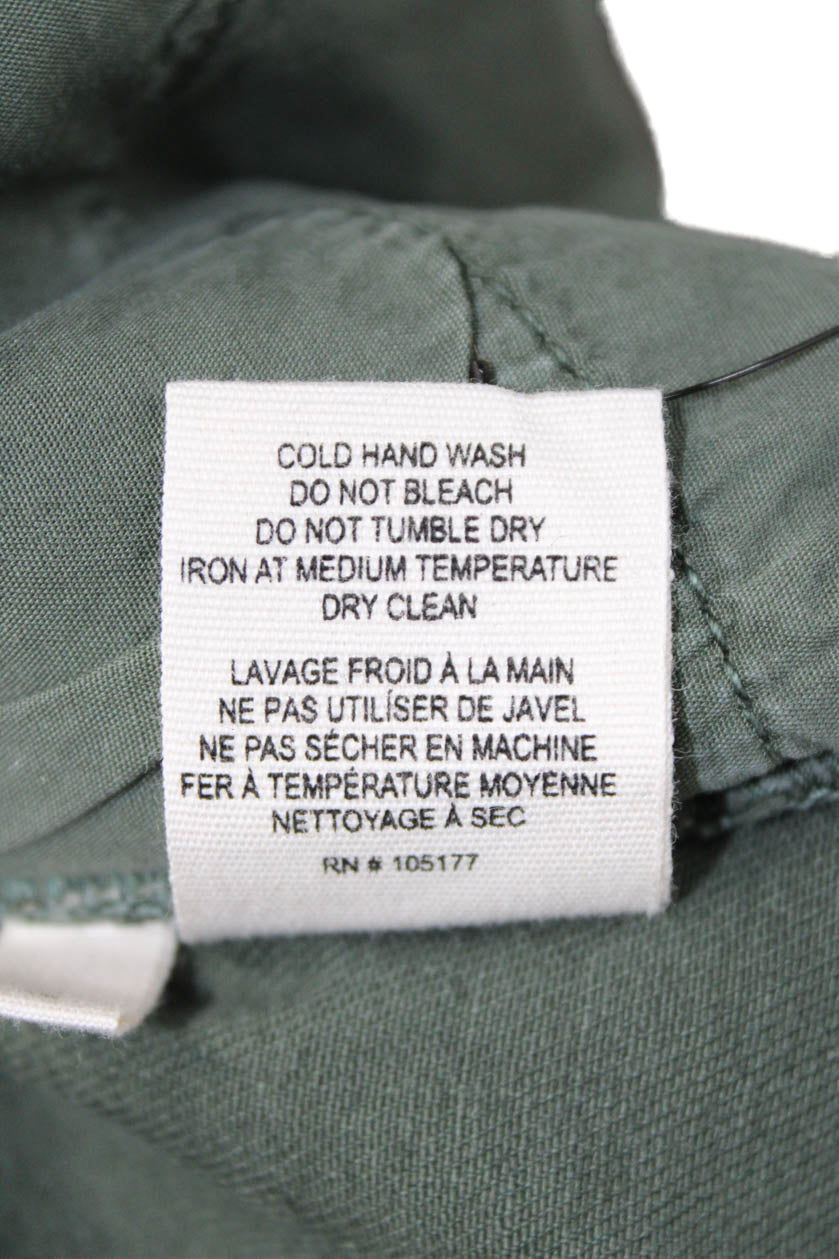 COLD HAND WASH
DO NOT BLEACH
DO NOT TUMBLE DRY
IRON AT MEDIUM TEMPERATURE
DRY CLEAN
LAVAGE FROID À LA MAIN
NE PAS UTILÍSER DE JAVEL
NE PAS SÉCHER EN MACHINE
FER À TEMPÉRATURE MOYENNE
NETTOYAGE À SEC
RN # 105177